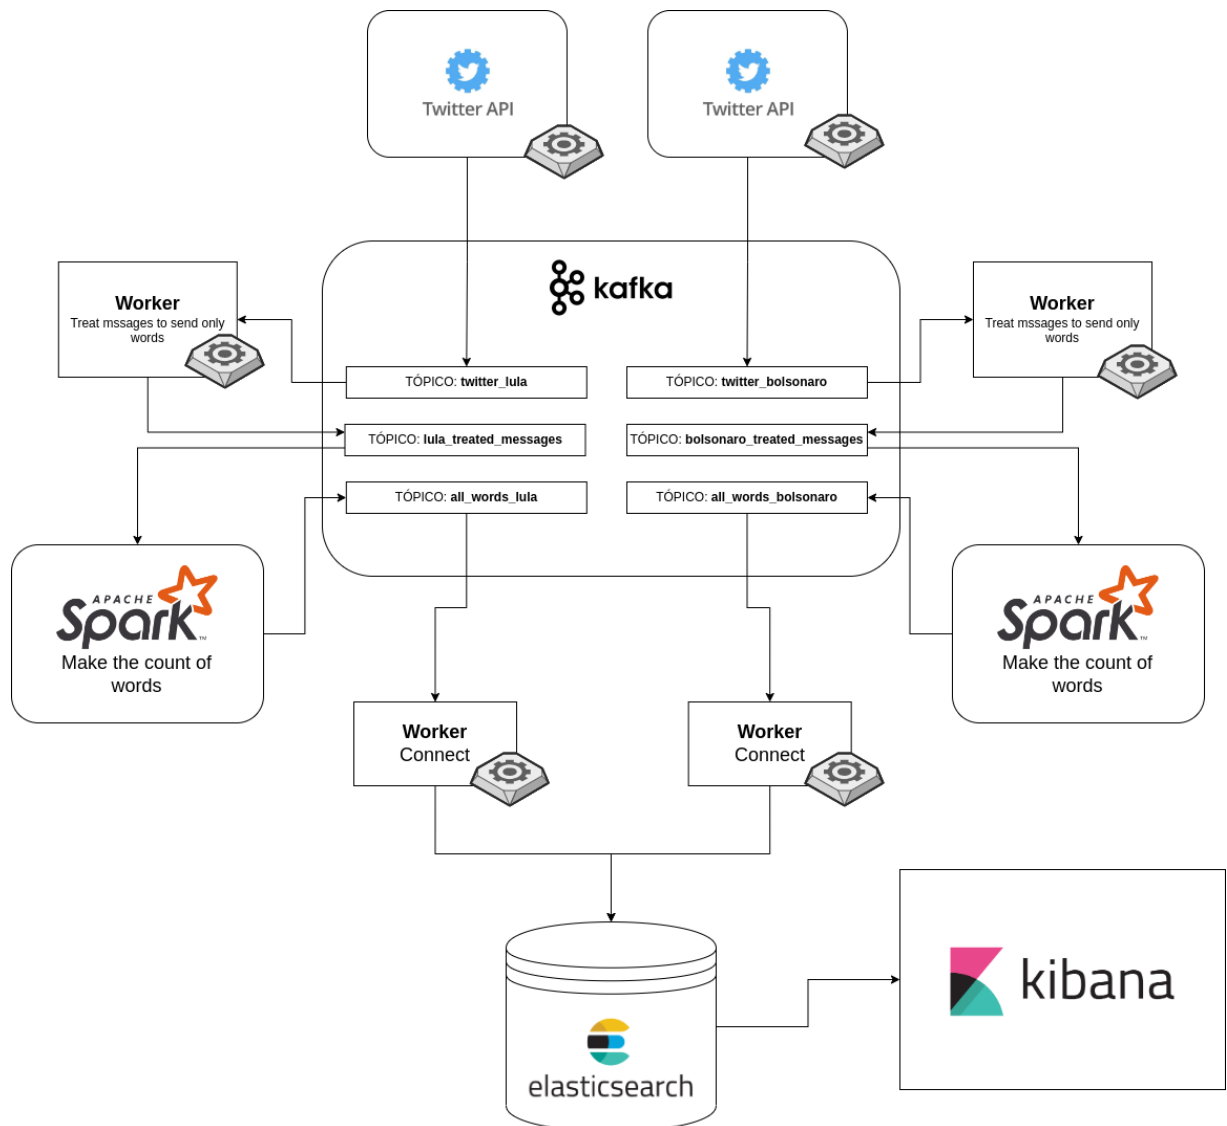 Twitter API
Twitter API
kafka
Worker
Treat mssages to send only
words
Worker
Treat mssages to send only
words
TÓPICO: twitter_lula
TÓPICO: twitter_bolsonaro
TÓPICO: lula_treated_messages
TÓPICO: bolsonaro_treated_messages
TÓPICO: all_words_lula
TÓPICO: all_words_bolsonaro
APACHE
Spark™
Make the count of
words
APACHE
Spark™
Make the count of
words
Worker
Connect
Worker
Connect
elasticsearch
kibana